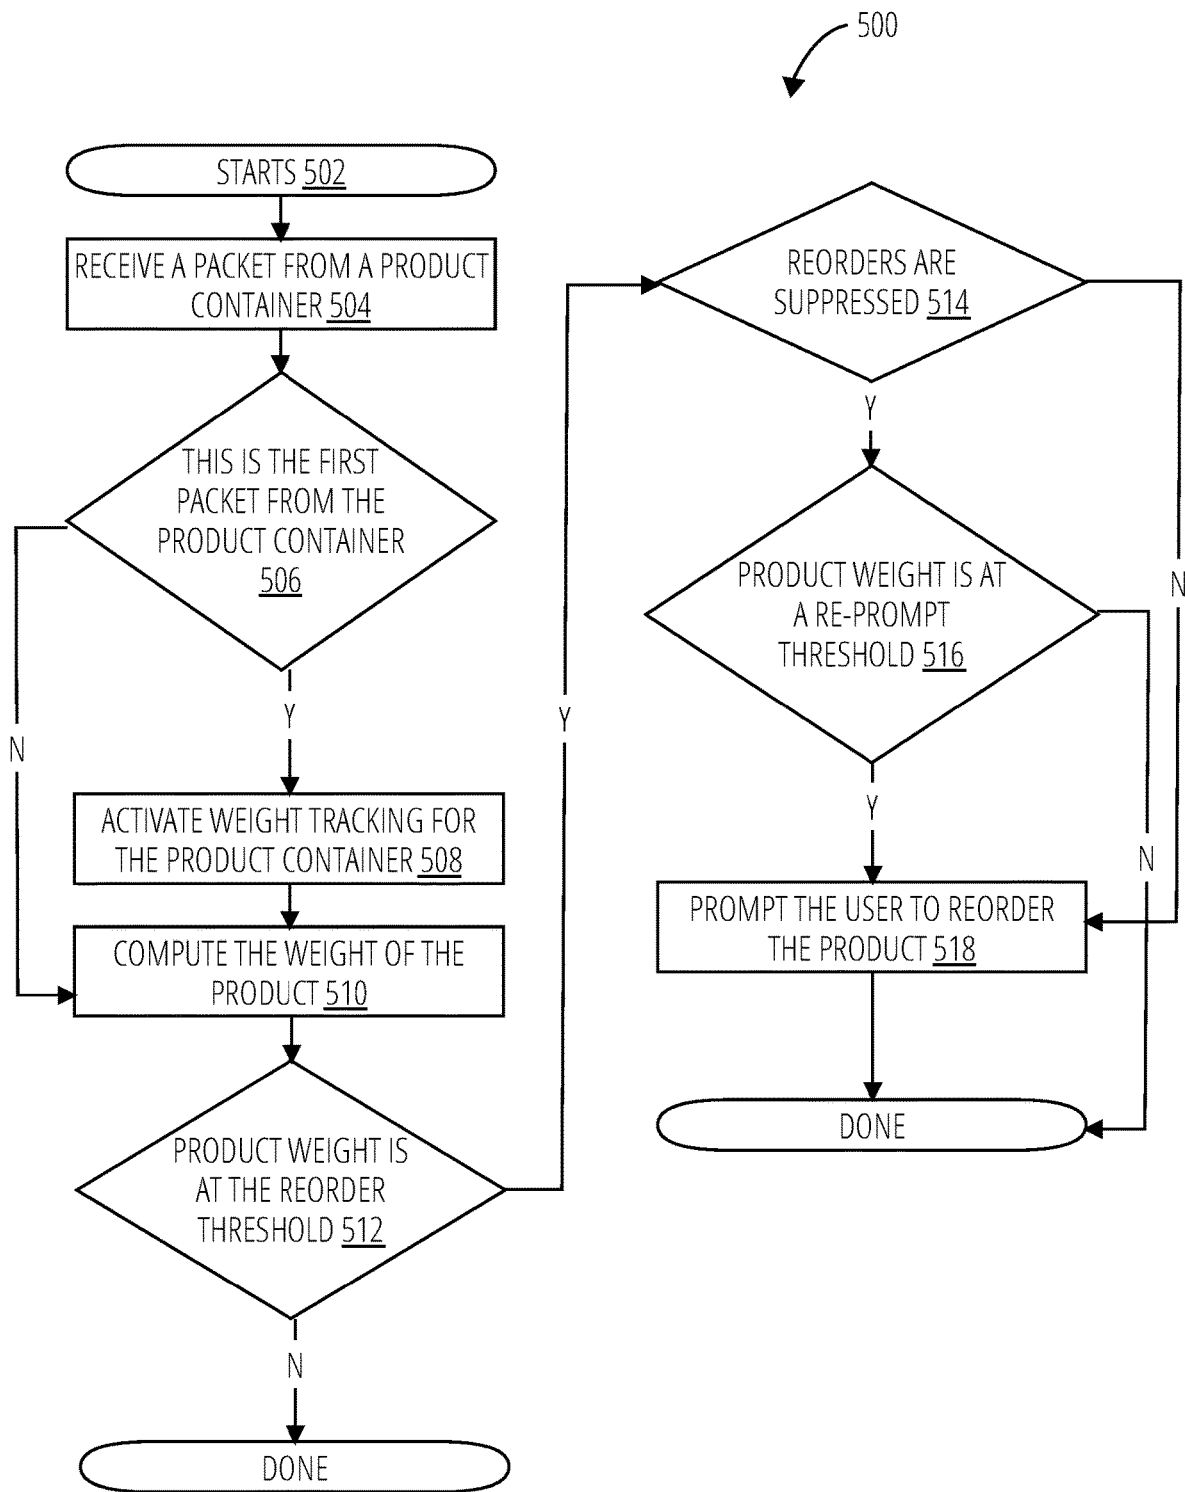 500
STARTS 502
RECEIVE A PACKET FROM A PRODUCT
CONTAINER 504
THIS IS THE FIRST
PACKET FROM THE
PRODUCT CONTAINER
506
Y
N
ACTIVATE WEIGHT TRACKING FOR
THE PRODUCT CONTAINER 508
COMPUTE THE WEIGHT OF THE
PRODUCT 510
PRODUCT WEIGHT IS
AT THE REORDER
THRESHOLD 512
Y
N
DONE
REORDERS ARE
SUPPRESSED 514
Y
N
PRODUCT WEIGHT IS AT
A RE-PROMPT
THRESHOLD 516
Y
N
PROMPT THE USER TO REORDER
THE PRODUCT 518
DONE